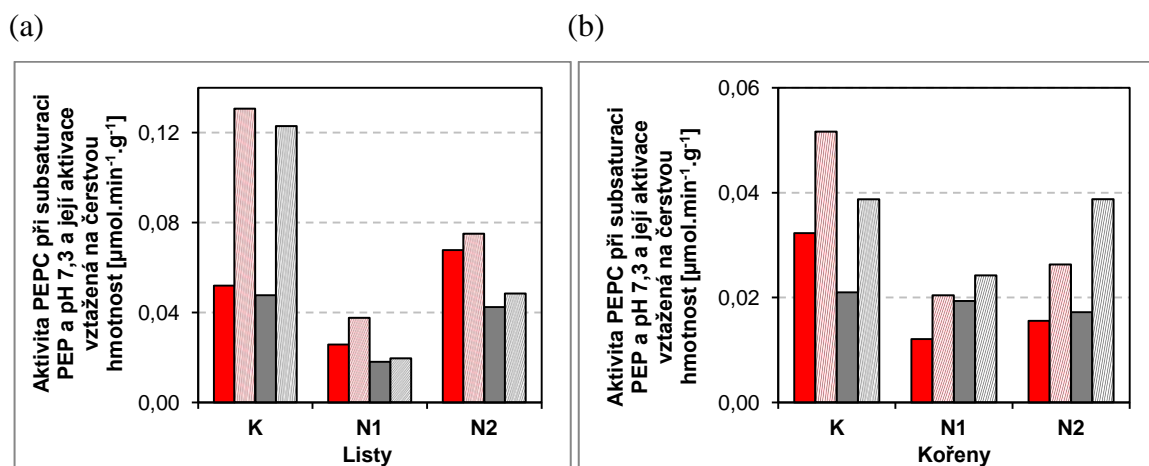 (a)
(b)
Aktivita PEPC při subsaturaci
PEP a pH 7,3 a její aktivace
vztažená na čerstvou
hmotnost [µmol.min⁻¹.g⁻¹]
0,12
0,08
0,04
0,00
K N1 N2
Listy
Aktivita PEPC při subsaturaci
PEP a pH 7,3 a její aktivace
vztažená na čerstvou
hmotnost [µmol.min⁻¹.g⁻¹]
0,06
0,04
0,02
0,00
K N1 N2
Kořeny